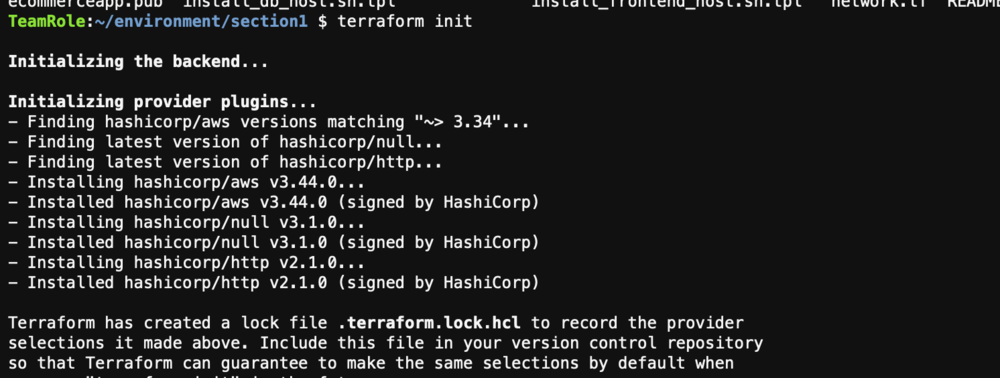 ecommerceapp.pub install_db_host.sh.tpl install_frontend_host.sh.tpl network.tf README
TeamRole:~/environment/section1 $ terraform init
Initializing the backend...
Initializing provider plugins...
- Finding hashicorp/aws versions matching "~> 3.34"...
- Finding latest version of hashicorp/null...
- Finding latest version of hashicorp/http...
- Installing hashicorp/aws v3.44.0...
- Installed hashicorp/aws v3.44.0 (signed by HashiCorp)
- Installing hashicorp/null v3.1.0...
- Installed hashicorp/null v3.1.0 (signed by HashiCorp)
- Installing hashicorp/http v2.1.0...
- Installed hashicorp/http v2.1.0 (signed by HashiCorp)
Terraform has created a lock file .terraform.lock.hcl to record the provider
selections it made above. Include this file in your version control repository
so that Terraform can guarantee to make the same selections by default when